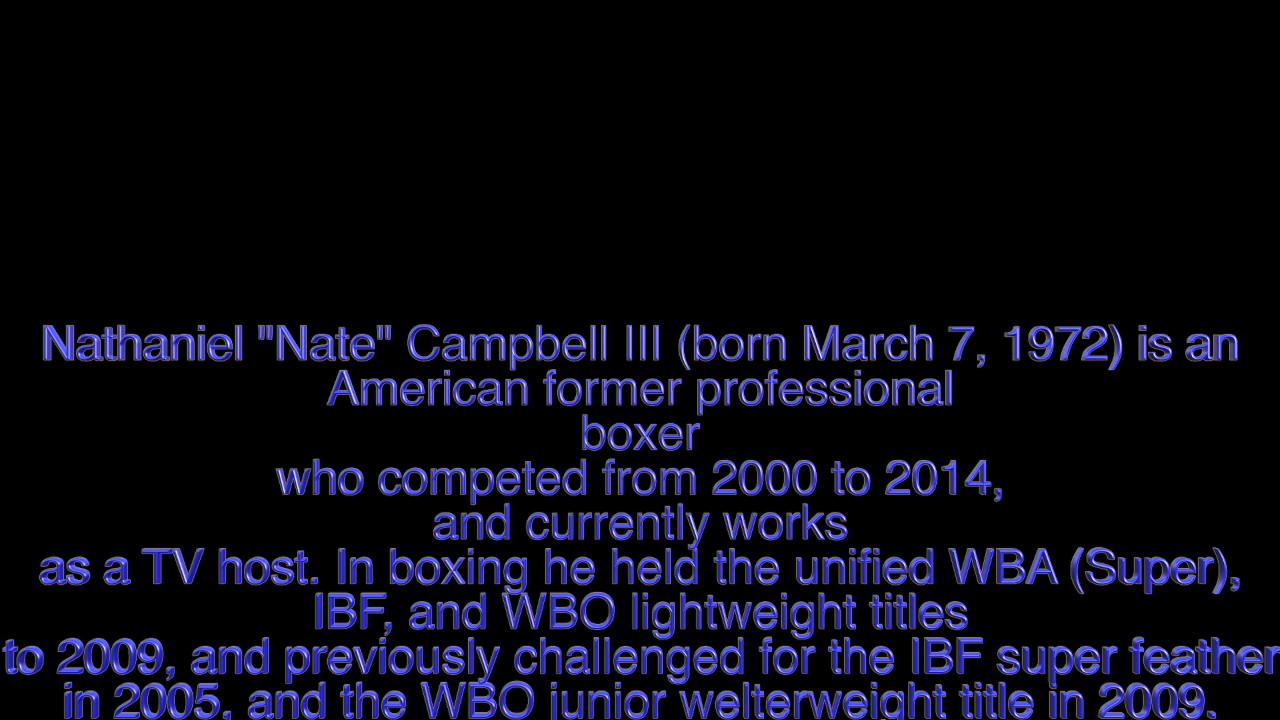 Nathaniel "Nate" Campbell III (born March 7, 1972) is an
American former professional
boxer
who competed from 2000 to 2014,
and currently works
as a TV host. In boxing he held the unified WBA (Super),
IBF, and WBO lightweight titles
to 2009, and previously challenged for the IBF super feather
in 2005, and the WBO junior welterweight title in 2009.